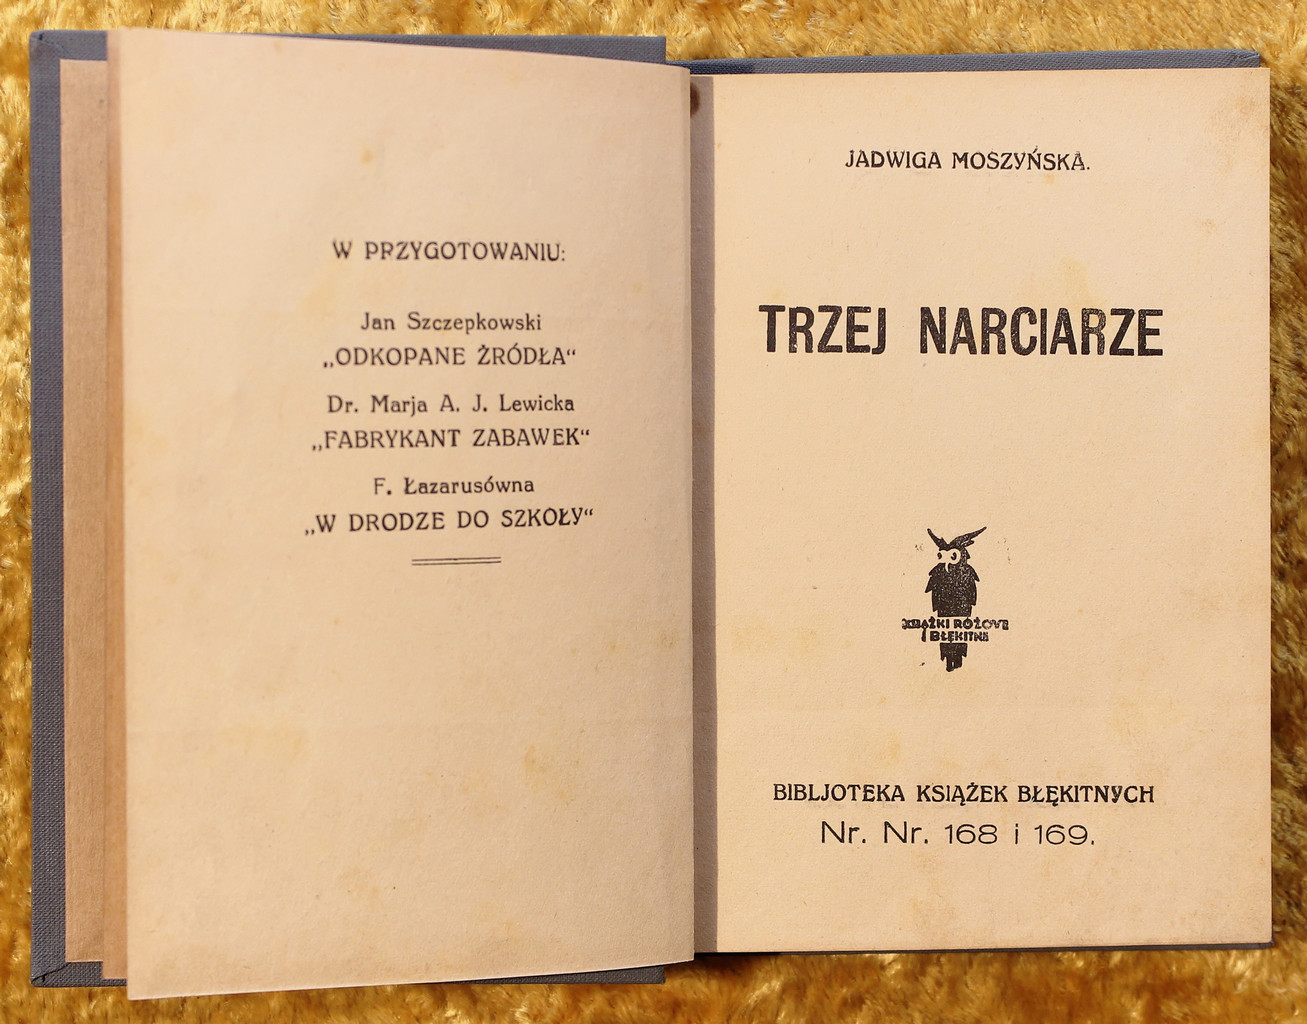 W PRZYGOTOWANIU:
Jan Szczepkowski
„ODKOPANE ŻRÓDŁA“
Dr. Marja A. J. Lewicka
„FABRYKANT ZABAWEK“
F. Łazarusówna
„W DRODZE DO SZKOŁY“
JADWIGA MOSZYŃSKA.
TRZEJ NARCIARZE
KSIĄŻKI RÓŻOWE
I BŁĘKITNE
BIBLJOTEKA KSIĄŻEK BŁĘKITNYCH
Nr. Nr. 168 i 169.